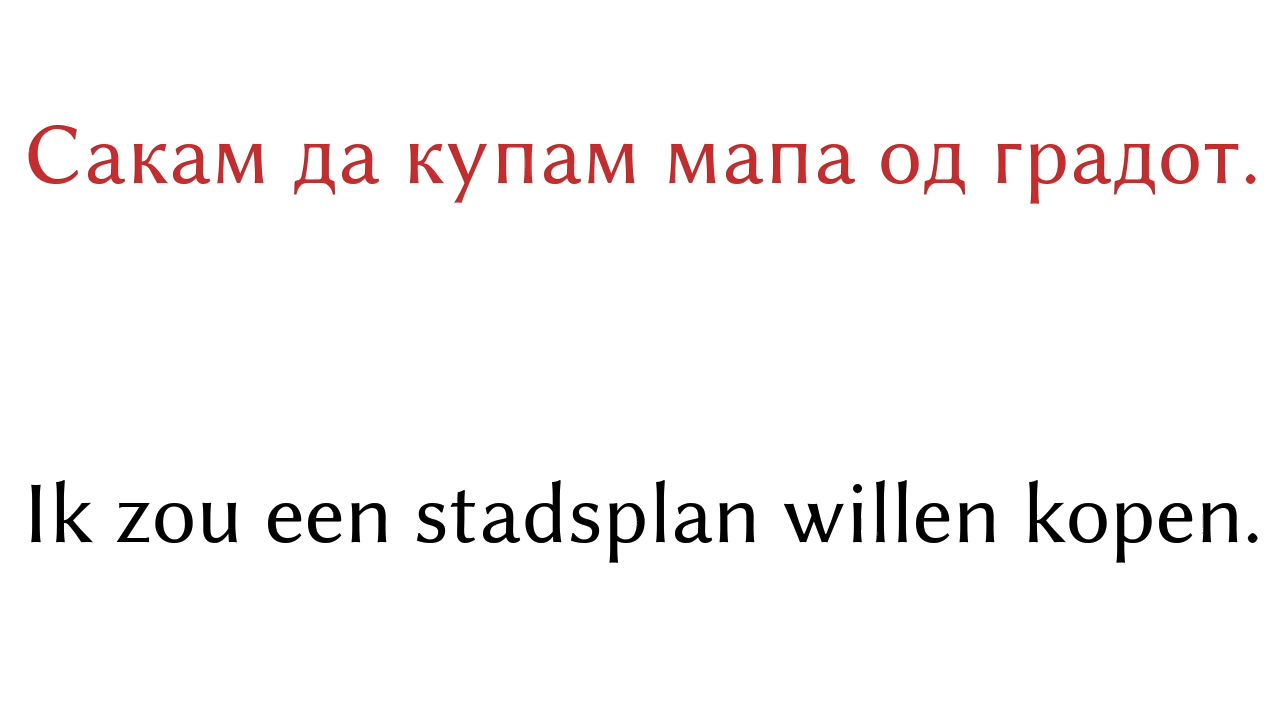 Сакам да купам мапа од градот.
Ik zou een stadsplan willen kopen.